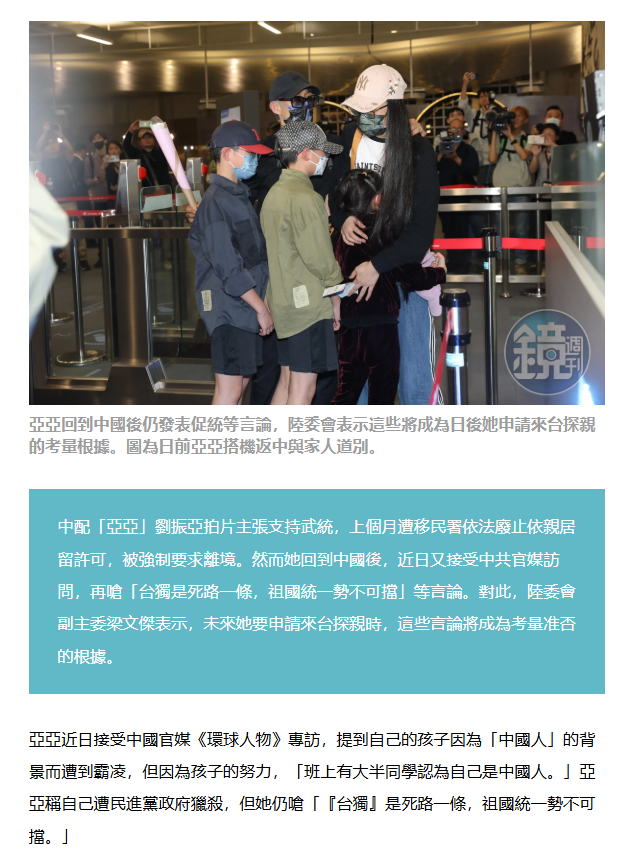 SAINTS
鏡週刊
亞亞回到中國後仍發表促統等言論，陸委會表示這些將成為日後她申請來台探親
的考量根據。圖為日前亞亞搭機返中與家人道別。
中配「亞亞」劉振亞拍片主張支持武統，上個月遭移民署依法廢止依親居
留許可，被強制要求離境。然而她回到中國後，近日又接受中共官媒訪
問，再嗆「台獨是死路一條，祖國統一勢不可擋」等言論。對此，陸委會
副主委梁文傑表示，未來她要申請來台探親時，這些言論將成為考量准否
的根據。
亞亞近日接受中國官媒《環球人物》專訪，提到自己的孩子因為「中國人」的背
景而遭到霸凌，但因為孩子的努力，「班上有大半同學認為自己是中國人。」亞
亞稱自己遭民進黨政府獵殺，但她仍嗆「『台獨』是死路一條，祖國統一勢不可
擋。」